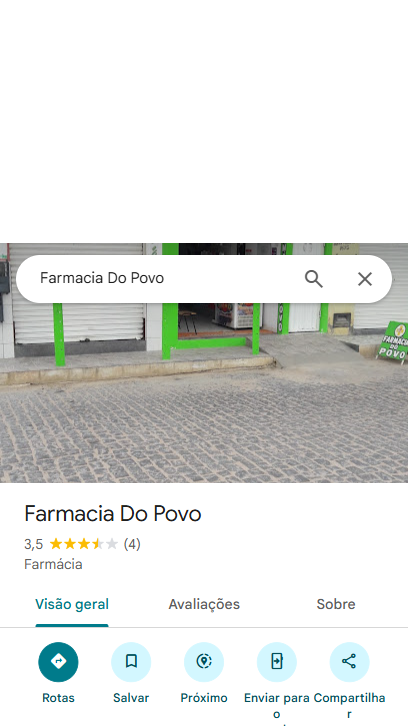 Farmacia Do Povo
FARMACIA
DO
POVO
Farmacia Do Povo
3,5 (4)
Farmácia
Visão geral Avaliações Sobre
Rotas Salvar Próximo Enviar para o Compartilhar